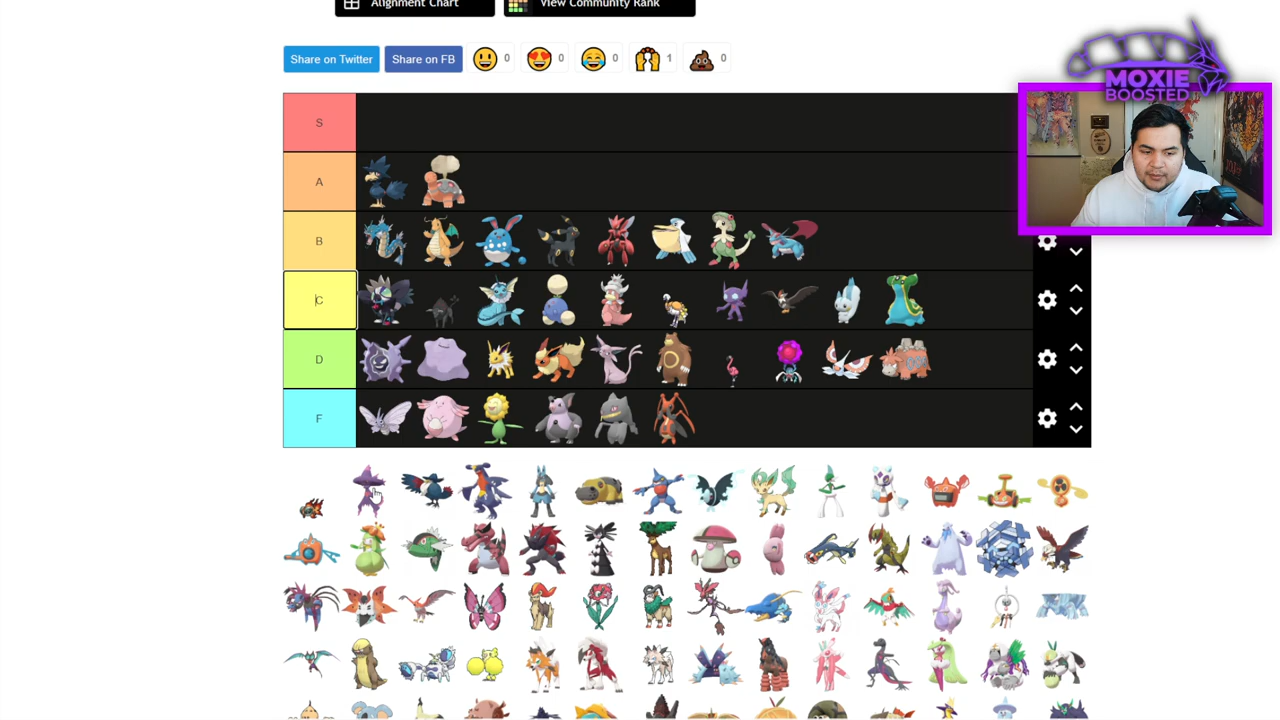 Alignment Chart
View Community Rank
Share on Twitter
Share on FB
0
0
0
1
0
MOXIE
BOOSTED
S
A
B
C
D
F